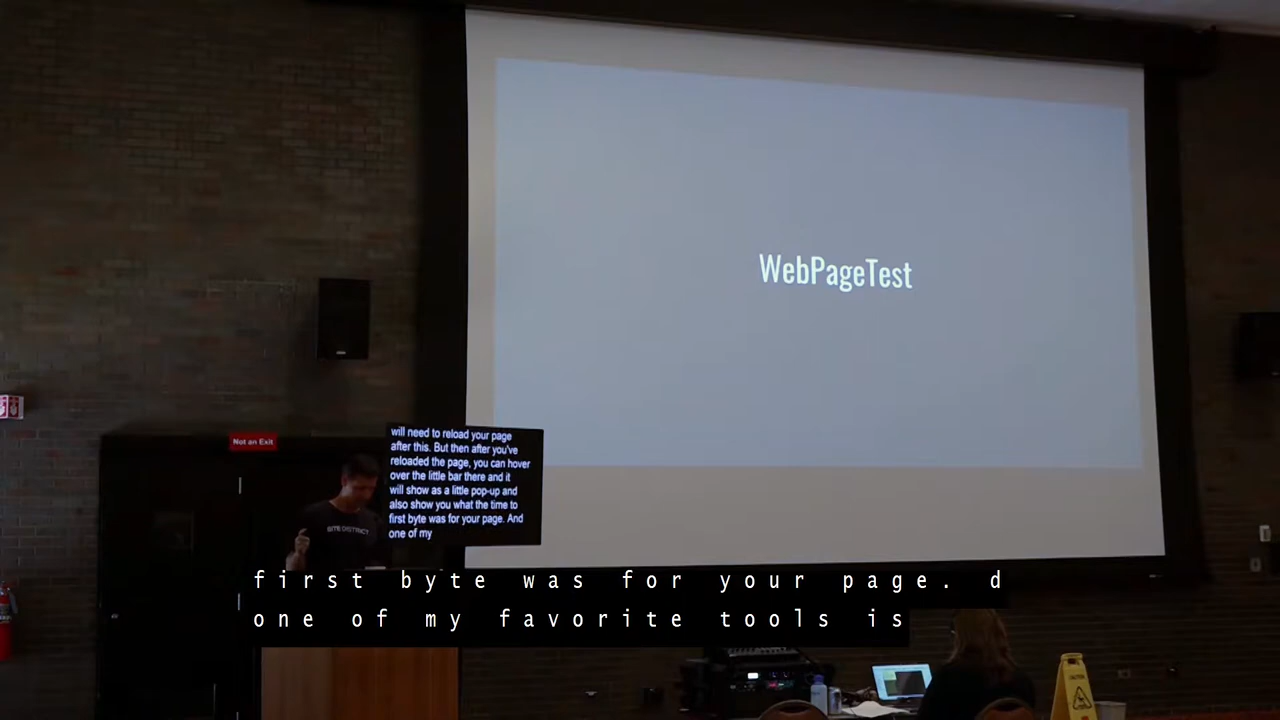 WebPageTest
Not an Exit
will need to reload your page
after this. But then after you've
reloaded the page, you can hover
over the little bar there and it
will show as a little pop-up and
also show you what the time to
first byte was for your page. And
one of my
SITE DISTRICT
first byte was for your page. d
one of my favorite tools is
CAUTION